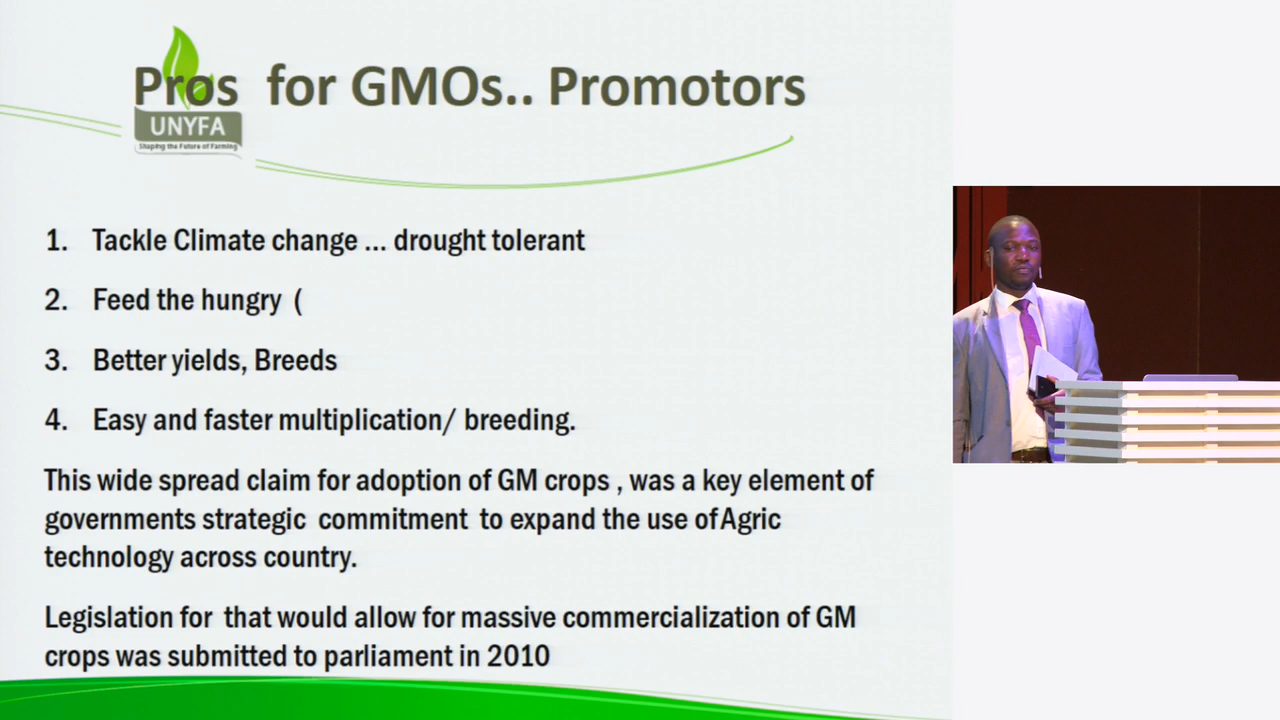 Pros for GMOs.. Promotors
UNYFA
Shaping the Future of Farming
1. Tackle Climate change ... drought tolerant
2. Feed the hungry (
3. Better yields, Breeds
4. Easy and faster multiplication/ breeding.
This wide spread claim for adoption of GM crops , was a key element of
governments strategic commitment to expand the use of Agric
technology across country.
Legislation for that would allow for massive commercialization of GM
crops was submitted to parliament in 2010